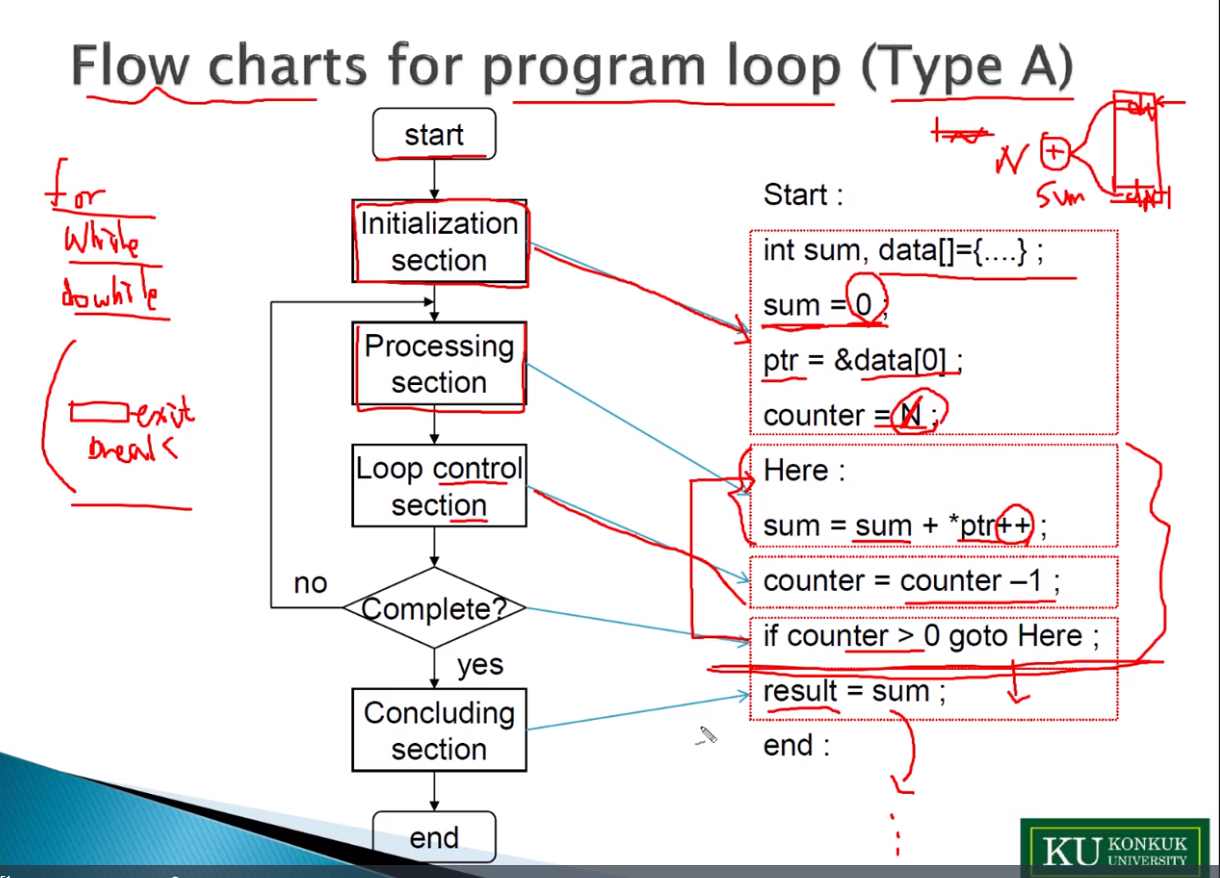 Flow charts for program loop (Type A)
start
Initialization
section
Processing
section
Loop control
section
no
Complete?
yes
Concluding
section
end
for
while
dowhile
exit
break
N
+
Sum
Start :
int sum, data[]={....} ;
sum = 0 ;
ptr = &data[0] ;
counter = N ;
Here :
sum = sum + *ptr++ ;
counter = counter –1 ;
if counter > 0 goto Here ;
result = sum ;
end :
KU KONKUK
UNIVERSITY